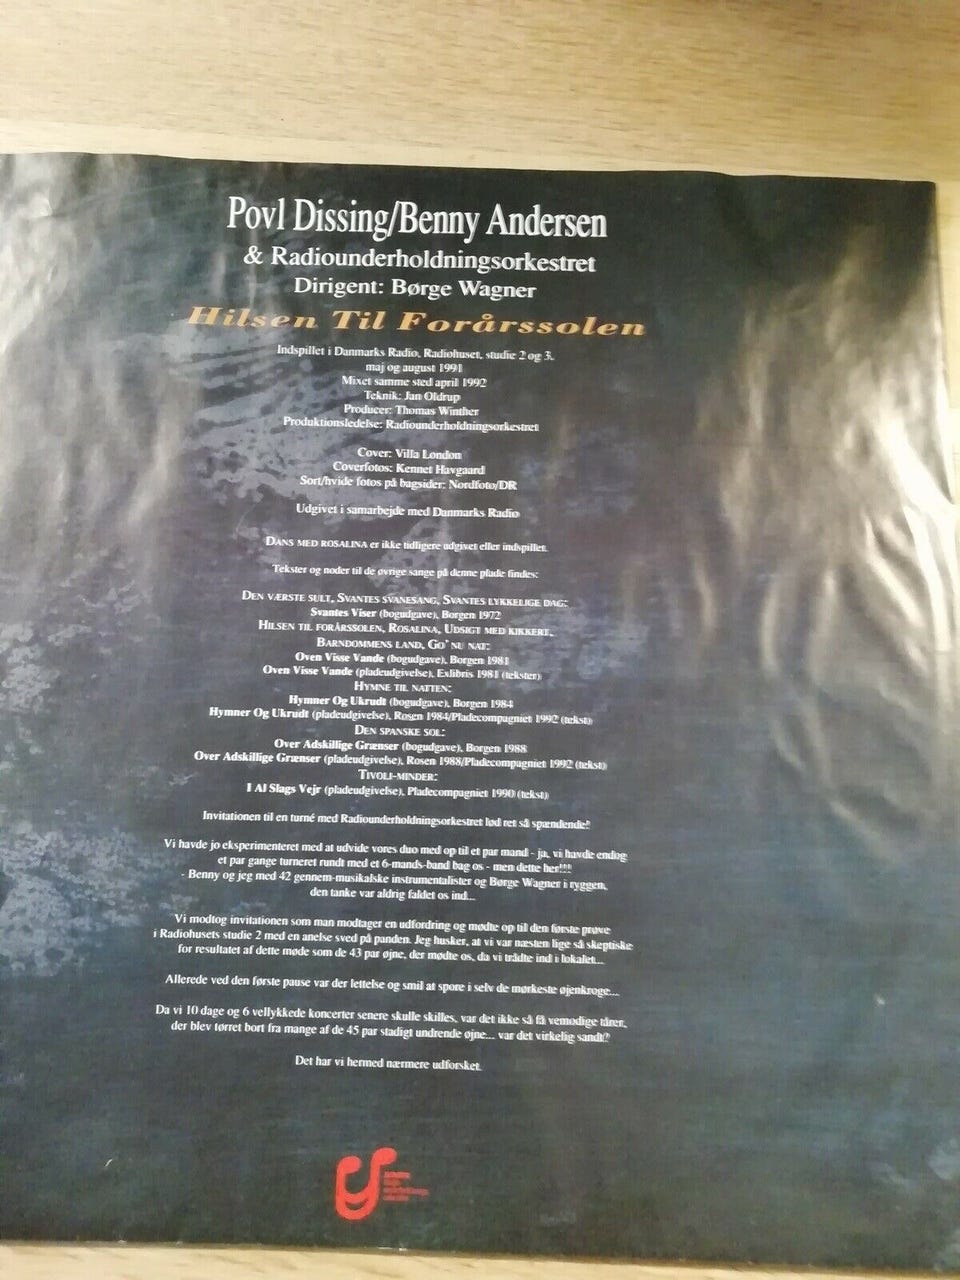 Povl Dissing/Benny Andersen
& Radiounderholdningsorkestret
Dirigent: Børge Wagner
Hilsen Til Forårssolen
Indspillet i Danmarks Radio, Radiohuset, studie 2 og 3.
maj og august 1991
Mixet samme sted april 1992
Teknik: Jan Oldrup
Producer: Thomas Winther
Produktionsledelse: Radiounderholdningsorkestret
Cover: Villa London
Coverfotos: Kennet Havgaard
Sort/hvide fotos på bagsider: Nordfoto/DR
Udgivet i samarbejde med Danmarks Radio
DANS MED ROSALINA er ikke tidligere udgivet eller indspillet.
Tekster og noder til de øvrige sange på denne plade findes:
DEN VÆRSTE SULT, SVANTES SVANESANG, SVANTES LYKKELIGE DAG:
Svantes Viser (bogudgave), Borgen 1972
HILSEN TIL FORÅRSSOLEN, ROSALINA, UDSIGT MED KIKKERT,
BARNDOMMENS LAND, GO' NU NAT:
Oven Visse Vande (bogudgave), Borgen 1981
Oven Visse Vande (pladeudgivelse), Exlibris 1981 (tekster)
HYMNE TIL NATTEN:
Hymner Og Ukrudt (bogudgave), Borgen 1984
Hymner Og Ukrudt (pladeudgivelse), Rosen 1984/Pladecompagniet 1992 (tekst)
DEN SPANSKE SOL:
Over Adskillige Grænser (bogudgave), Borgen 1988
Over Adskillige Grænser (pladeudgivelse), Rosen 1988/Pladecompagniet 1992 (tekst)
TIVOLI-MINDER:
I Al Slags Vejr (pladeudgivelse), Pladecompagniet 1990 (tekst)
Invitationen til en turné med Radiounderholdningsorkestret lød ret så spændende!
Vi havde jo eksperimenteret med at udvide vores duo med op til et par mand - ja, vi havde endog
et par gange turneret rundt med et 6-mands-band bag os - men dette her!!!!
- Benny og jeg med 42 gennem-musikalske instrumentalister og Børge Wagner i ryggen,
den tanke var aldrig faldet os ind...
Vi modtog invitationen som man modtager en udfordring og mødte op til den første prøve
i Radiohusets studie 2 med en anelse sved på panden. Jeg husker, at vi var næsten lige så skeptiske
for resultatet af dette møde som de 43 par øjne, der mødte os, da vi trådte ind i lokalet...
Allerede ved den første pause var der lettelse og smil at spore i selv de mørkeste øjenkroge...
Da vi 10 dage og 6 vellykkede koncerter senere skulle skilles, var det ikke så få vemodige tårer,
der blev tørret bort fra mange af de 45 par stadigt undrende øjne... var det virkelig sandt?
Det har vi hermed nærmere udforsket.